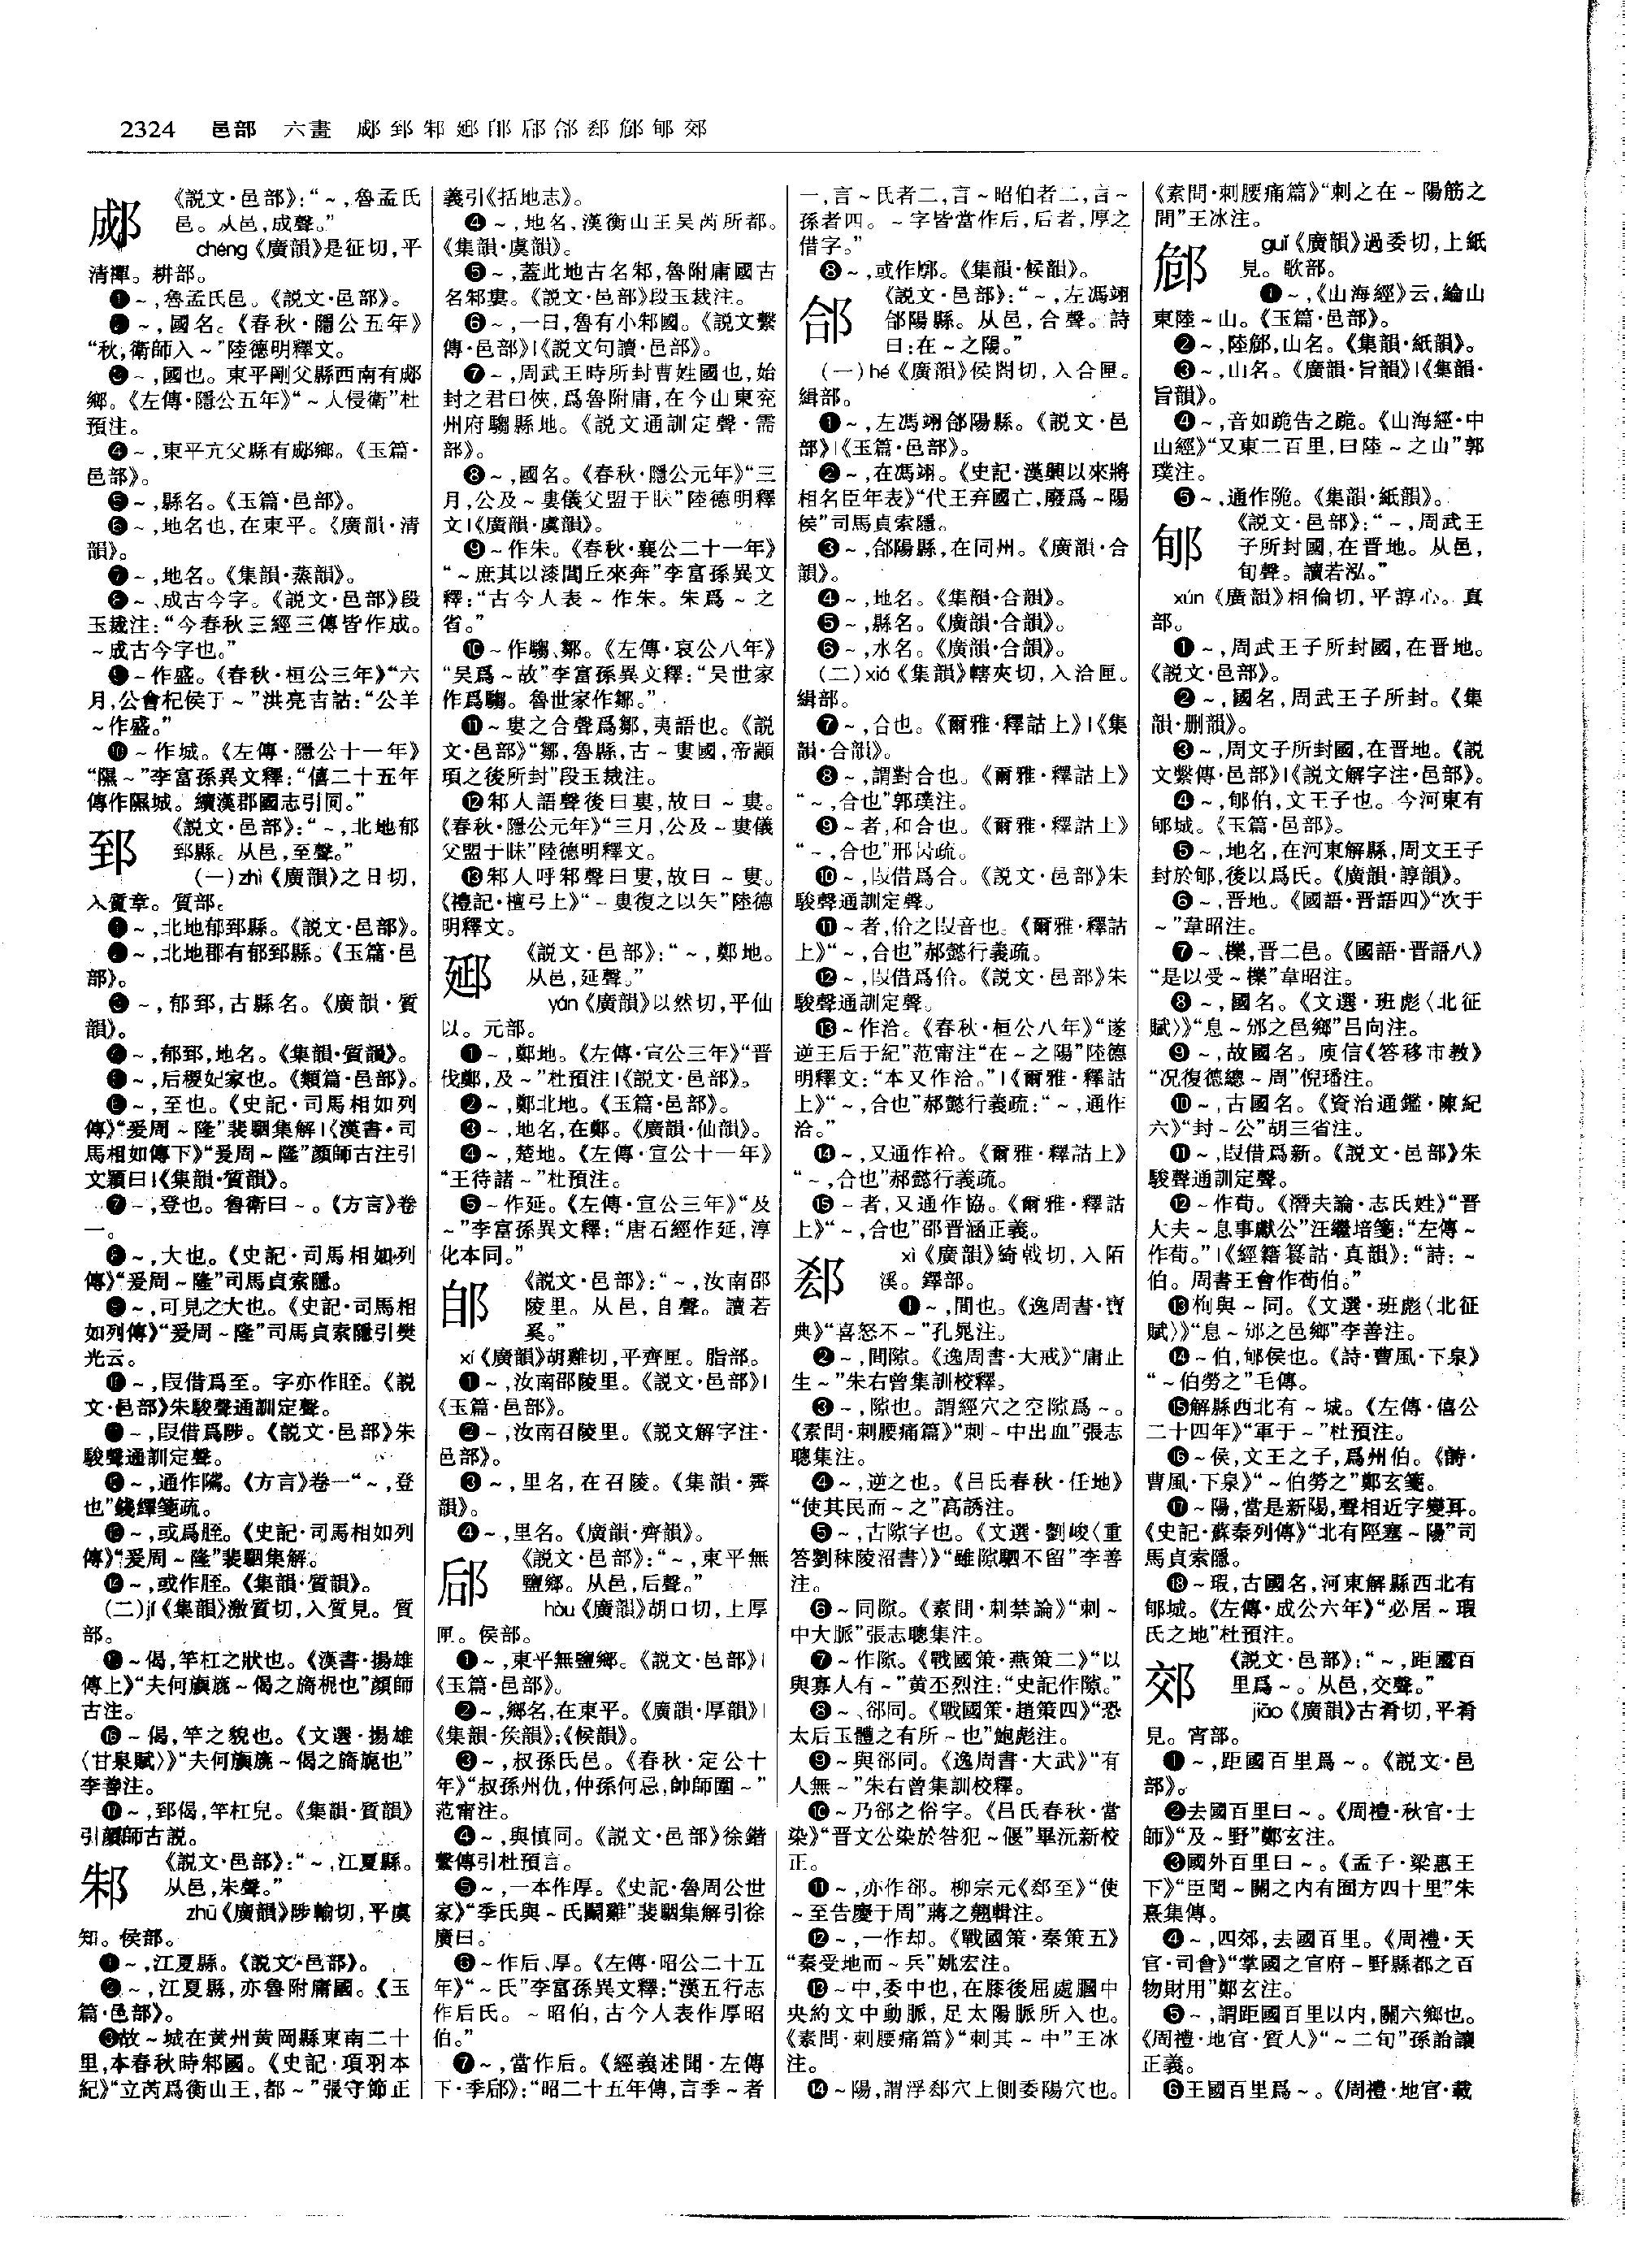 2324 邑部 六畫 郕郅邾郔郋郈郃郄郇郊
郕
《説文·邑部》:“~,魯孟氏
邑。从邑,成聲。”
chéng《廣韻》是征切,平
清禪。耕部。
❶~,魯孟氏邑。《説文·邑部》。
❷~,國名。《春秋·隱公五年》
“秋,衛師入~”陸德明釋文。
❸~,國也。東平剛父縣西南有郕
鄉。《左傳·隱公五年》“~人侵衛”杜
預注。
❹~,東平亢父縣有郕鄉。《玉篇·
邑部》。
❺~,縣名。《玉篇·邑部》。
❻~,地名也,在東平。《廣韻·清
韻》。
❼~,地名。《集韻·蒸韻》。
❽~、成古今字。《説文·邑部》段
玉裁注:“今春秋三經三傳皆作成。
~成古今字也。”
❾~作盛。《春秋·桓公三年》“六
月,公會杞侯于~”洪亮吉詁:“公羊
~作盛。”
❿~作城。《左傳·隱公十一年》
“隰~”李富孫異文釋:“僖二十五年
傳作隰城。續漢郡國志引同。”
郅
《説文·邑部》:“~,北地郁
郅縣。从邑,至聲。”
(一)zhì《廣韻》之日切,
入質章。質部。
❶~,北地郁郅縣。《説文·邑部》。
❷~,北地郡有郁郅縣。《玉篇·邑
部》。
❸~,郁郅,古縣名。《廣韻·質
韻》。
❹~,郁郅,地名。《集韻·質韻》。
❺~,后稷妃家也。《類篇·邑部》。
❻~,至也。《史記·司馬相如列
傳》“爰周~隆”裴駰集解|《漢書·司
馬相如傳下》“爰周~隆”顔師古注引
文穎曰|《集韻·質韻》。
❼~,登也。魯衛曰~。《方言》卷
一。
❽~,大也。《史記·司馬相如列
傳》“爰周~隆”司馬貞索隱。
❾~,可見之大也。《史記·司馬相
如列傳》“爰周~隆”司馬貞索隱引樊
光云。
❿~,叚借爲至。字亦作胵。《説
文·邑部》朱駿聲通訓定聲。
⓫~,叚借爲陟。《説文·邑部》朱
駿聲通訓定聲。
⓬~,通作隲。《方言》卷一“~,登
也”錢繹箋疏。
⓭~,或爲胵。《史記·司馬相如列
傳》“爰周~隆”裴駰集解。
⓮~,或作胵。《集韻·質韻》。
(二)jí《集韻》激質切,入質見。質
部。
⓯~偈,竿杠之狀也。《漢書·揚雄
傳上》“夫何旟旐~偈之旖柅也”顔師
古注。
⓰~偈,竿之貌也。《文選·揚雄
〈甘泉賦〉》“夫何旟旐~偈之旖旎也”
李善注。
⓱~,郅偈,竿杠皃。《集韻·質韻》
引顔師古説。
邾
《説文·邑部》:“~,江夏縣。
从邑,朱聲。”
zhū《廣韻》陟輸切,平虞
知。侯部。
❶~,江夏縣。《説文·邑部》。
❷~,江夏縣,亦魯附庸國。《玉
篇·邑部》。
❸故~城在黄州黄岡縣東南二十
里,本春秋時邾國。《史記·項羽本
紀》“立芮爲衡山王,都~”張守節正
義引《括地志》。
❹~,地名,漢衡山王吴芮所都。
《集韻·虞韻》。
❺~,蓋此地古名邾,魯附庸國古
名邾婁。《説文·邑部》段玉裁注。
❻~,一曰,魯有小邾國。《説文繫
傳·邑部》|《説文句讀·邑部》。
❼~,周武王時所封曹姓國也,始
封之君曰俠,爲魯附庸,在今山東兖
州府騶縣地。《説文通訓定聲·需
部》。
❽~,國名。《春秋·隱公元年》“三
月,公及~婁儀父盟于眛”陸德明釋
文|《廣韻·虞韻》。
❾~作朱。《春秋·襄公二十一年》
“~庶其以漆閭丘來奔”李富孫異文
釋:“古今人表~作朱。朱爲~之
省。”
❿~作騶、鄒。《左傳·哀公八年》
“吴爲~故”李富孫異文釋:“吴世家
作爲騶。魯世家作鄒。”
⓫~婁之合聲爲鄒,夷語也。《説
文·邑部》“鄒,魯縣,古~婁國,帝顓
頊之後所封”段玉裁注。
⓬邾人語聲後曰婁,故曰~婁。
《春秋·隱公元年》“三月,公及~婁儀
父盟于眛”陸德明釋文。
⓭邾人呼邾聲曰婁,故曰~婁。
《禮記·檀弓上》“~婁復之以矢”陸德
明釋文。
郔
《説文·邑部》:“~,鄭地。
从邑,延聲。”
yán《廣韻》以然切,平仙
以。元部。
❶~,鄭地。《左傳·宣公三年》“晋
伐鄭,及~”杜預注|《説文·邑部》。
❷~,鄭北地。《玉篇·邑部》。
❸~,地名,在鄭。《廣韻·仙韻》。
❹~,楚地。《左傳·宣公十一年》
“王待諸~”杜預注。
❺~作延。《左傳·宣公三年》“及
~”李富孫異文釋:“唐石經作延,淳
化本同。”
郋
《説文·邑部》:“~,汝南邵
陵里。从邑,自聲。讀若
奚。”
xí《廣韻》胡雞切,平齊匣。脂部。
❶~,汝南邵陵里。《説文·邑部》|
《玉篇·邑部》。
❷~,汝南召陵里。《説文解字注·
邑部》。
❸~,里名,在召陵。《集韻·霽
韻》。
❹~,里名。《廣韻·齊韻》。
郈
《説文·邑部》:“~,東平無
鹽鄉。从邑,后聲。”
hòu《廣韻》胡口切,上厚
匣。侯部。
❶~,東平無鹽鄉。《説文·邑部》|
《玉篇·邑部》。
❷~,鄉名,在東平。《廣韻·厚韻》|
《集韻·矦韻》;《候韻》。
❸~,叔孫氏邑。《春秋·定公十
年》“叔孫州仇,仲孫何忌,帥師圍~”
范甯注。
❹~,與慎同。《説文·邑部》徐鍇
繫傳引杜預言。
❺~,一本作厚。《史記·魯周公世
家》“季氏與~氏鬭雞”裴駰集解引徐
廣曰。
❻~作后、厚。《左傳·昭公二十五
年》“~氏”李富孫異文釋:“漢五行志
作后氏。~昭伯,古今人表作厚昭
伯。”
❼~,當作后。《經義述聞·左傳
下·季郈》:“昭二十五年傳,言季~者
一,言~氏者二,言~昭伯者二,言~
孫者四。~字皆當作后,后者,厚之
借字。”
❽~,或作鄇。《集韻·候韻》。
郃
《説文·邑部》:“~,左馮翊
郃陽縣。从邑,合聲。詩
曰:在~之陽。”
(一)hé《廣韻》侯閤切,入合匣。
緝部。
❶~,左馮翊郃陽縣。《説文·邑
部》|《玉篇·邑部》。
❷~,在馮翊。《史記·漢興以來將
相名臣年表》“代王弃國亡,廢爲~陽
侯”司馬貞索隱。
❸~,郃陽縣,在同州。《廣韻·合
韻》。
❹~,地名。《集韻·合韻》。
❺~,縣名。《廣韻·合韻》。
❻~,水名。《廣韻·合韻》。
(二)xiá《集韻》轄夾切,入洽匣。
緝部。
❼~,合也。《爾雅·釋詁上》|《集
韻·合韻》。
❽~,謂對合也。《爾雅·釋詁上》
“~,合也”郭璞注。
❾~者,和合也。《爾雅·釋詁上》
“~,合也”邢昺疏。
❿~,叚借爲合。《説文·邑部》朱
駿聲通訓定聲。
⓫~者,佮之叚音也。《爾雅·釋詁
上》“~,合也”郝懿行義疏。
⓬~,叚借爲佮。《説文·邑部》朱
駿聲通訓定聲。
⓭~作洽。《春秋·桓公八年》“遂
逆王后于紀”范甯注“在~之陽”陸德
明釋文:“本又作洽。”|《爾雅·釋詁
上》“~,合也”郝懿行義疏:“~,通作
洽。”
⓮~,又通作袷。《爾雅·釋詁上》
“~,合也”郝懿行義疏。
⓯~者,又通作協。《爾雅·釋詁
上》“~,合也”邵晋涵正義。
郄
xì《廣韻》綺戟切,入陌
溪。鐸部。
❶~,間也。《逸周書·寶
典》“喜怒不~”孔晁注。
❷~,間隙。《逸周書·大戒》“庸止
生~”朱右曾集訓校釋。
❸~,隙也。謂經穴之空隙爲~。
《素問·刺腰痛篇》“刺~中出血”張志
聰集注。
❹~,逆之也。《吕氏春秋·任地》
“使其民而~之”高誘注。
❺~,古隙字也。《文選·劉峻〈重
答劉秣陵沼書〉》“雖隙駟不留”李善
注。
❻~同隙。《素問·刺禁論》“刺~
中大脈”張志聰集注。
❼~作隙。《戰國策·燕策二》“以
與寡人有~”黄丕烈注:“史記作隙。”
❽~、郤同。《戰國策·趙策四》“恐
太后玉體之有所~也”鮑彪注。
❾~與郤同。《逸周書·大武》“有
人無~”朱右曾集訓校釋。
❿~乃郤之俗字。《吕氏春秋·當
染》“晋文公染於咎犯~偃”畢沅新校
正。
⓫~,亦作郤。柳宗元《郄至》“使
~至告慶于周”蔣之翹輯注。
⓬~,一作却。《戰國策·秦策五》
“秦受地而~兵”姚宏注。
⓭~中,委中也,在膝後屈處膕中
央約文中動脈,足太陽脈所入也。
《素問·刺腰痛篇》“刺其~中”王冰
注。
⓮~陽,謂浮郄穴上側委陽穴也。
《素問·刺腰痛篇》“刺之在~陽筋之
間”王冰注。
guǐ《廣韻》過委切,上紙
見。歌部。
❶~,《山海經》云,綸山
東陸~山。《玉篇·邑部》。
❷~,陸郶,山名。《集韻·紙韻》。
❸~,山名。《廣韻·旨韻》|《集韻·
旨韻》。
❹~,音如跪告之跪。《山海經·中
山經》“又東二百里,曰陸~之山”郭
璞注。
❺~,通作陒。《集韻·紙韻》。
郇
《説文·邑部》:“~,周武王
子所封國,在晋地。从邑,
旬聲。讀若泓。”
xún《廣韻》相倫切,平諄心。真
部。
❶~,周武王子所封國,在晋地。
《説文·邑部》。
❷~,國名,周武王子所封。《集
韻·删韻》。
❸~,周文子所封國,在晋地。《説
文繫傳·邑部》|《説文解字注·邑部》。
❹~,郇伯,文王子也。今河東有
郇城。《玉篇·邑部》。
❺~,地名,在河東解縣,周文王子
封於郇,後以爲氏。《廣韻·諄韻》。
❻~,晋地。《國語·晋語四》“次于
~”韋昭注。
❼~、櫟,晋二邑。《國語·晋語八》
“是以受~櫟”韋昭注。
❽~,國名。《文選·班彪〈北征
賦〉》“息~邠之邑鄉”吕向注。
❾~,故國名。庾信《答移市教》
“况復德總~周”倪璠注。
❿~,古國名。《資治通鑑·陳紀
六》“封~公”胡三省注。
⓫~,叚借爲新。《説文·邑部》朱
駿聲通訓定聲。
⓬~作荀。《潛夫論·志氏姓》“晋
大夫~息事獻公”汪繼培箋:“左傳~
作荀。”|《經籍籑詁·真韻》:“詩:~
伯。周書王會作荀伯。”
⓭栒與~同。《文選·班彪〈北征
賦〉》“息~邠之邑鄉”李善注。
⓮~伯,郇侯也。《詩·曹風·下泉》
“~伯勞之”毛傳。
⓯解縣西北有~城。《左傳·僖公
二十四年》“軍于~”杜預注。
⓰~侯,文王之子,爲州伯。《詩·
曹風·下泉》“~伯勞之”鄭玄箋。
⓱~陽,當是新陽,聲相近字變耳。
《史記·蘇秦列傳》“北有陘塞~陽”司
馬貞索隱。
⓲~瑕,古國名,河東解縣西北有
郇城。《左傳·成公六年》“必居~瑕
氏之地”杜預注。
郊
《説文·邑部》:“~,距國百
里爲~。从邑,交聲。”
jiāo《廣韻》古肴切,平肴
見。宵部。
❶~,距國百里爲~。《説文·邑
部》。
❷去國百里曰~。《周禮·秋官·士
師》“及~野”鄭玄注。
❸國外百里曰~。《孟子·梁惠王
下》“臣聞~關之内有囿方四十里”朱
熹集傳。
❹~,四郊,去國百里。《周禮·天
官·司會》“掌國之官府~野縣都之百
物財用”鄭玄注。
❺~,謂距國百里以内,關六鄉也。
《周禮·地官·質人》“~二旬”孫詒讓
正義。
❻王國百里爲~。《周禮·地官·載